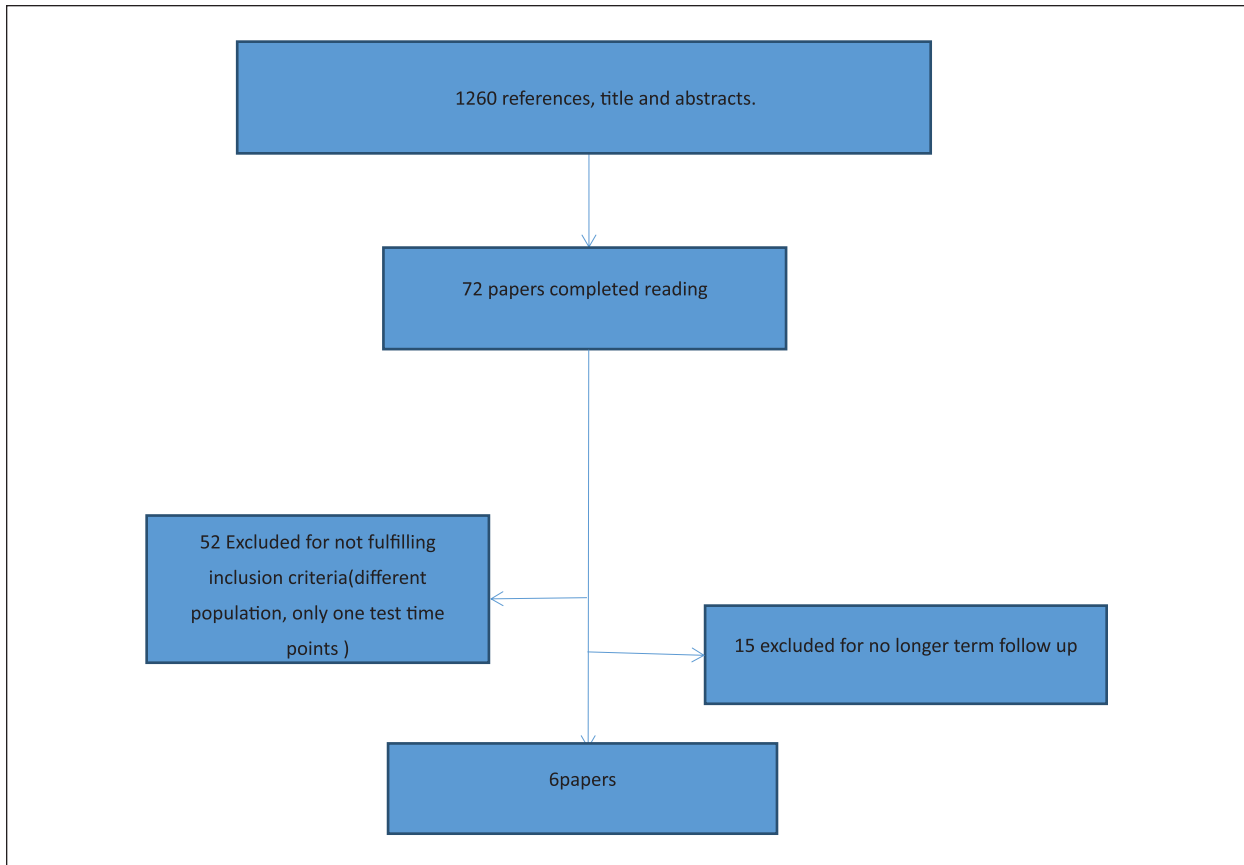 1260 references, title and abstracts.
72 papers completed reading
52 Excluded for not fulfilling
inclusion criteria(different
population, only one test time
points )
15 excluded for no longer term follow up
6papers